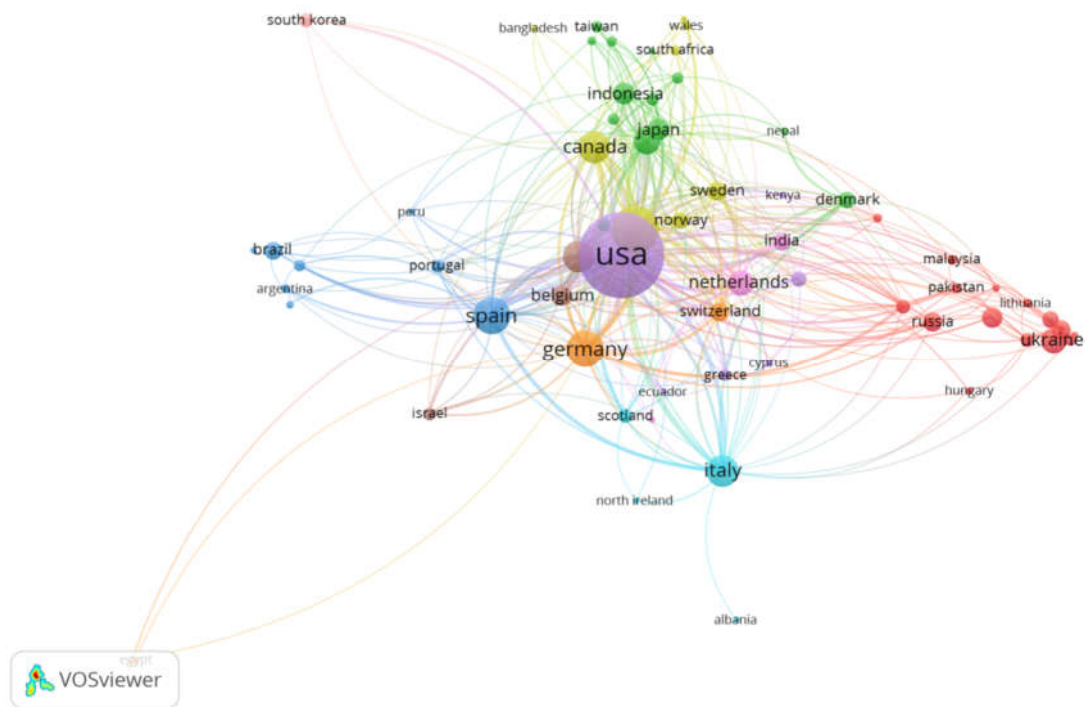 south korea
bangladesh
taiwan
wales
south africa
indonesia
japan
nepal
canada
sweden
kenya
denmark
peru
norway
india
usa
brazil
malaysia
portugal
argentina
netherlands
pakistan
belgium
lithuania
switzerland
spain
russia
ukraine
germany
cyprus
greece
ecuador
hungary
israel
scotland
italy
north ireland
albania
egypt
VOSviewer